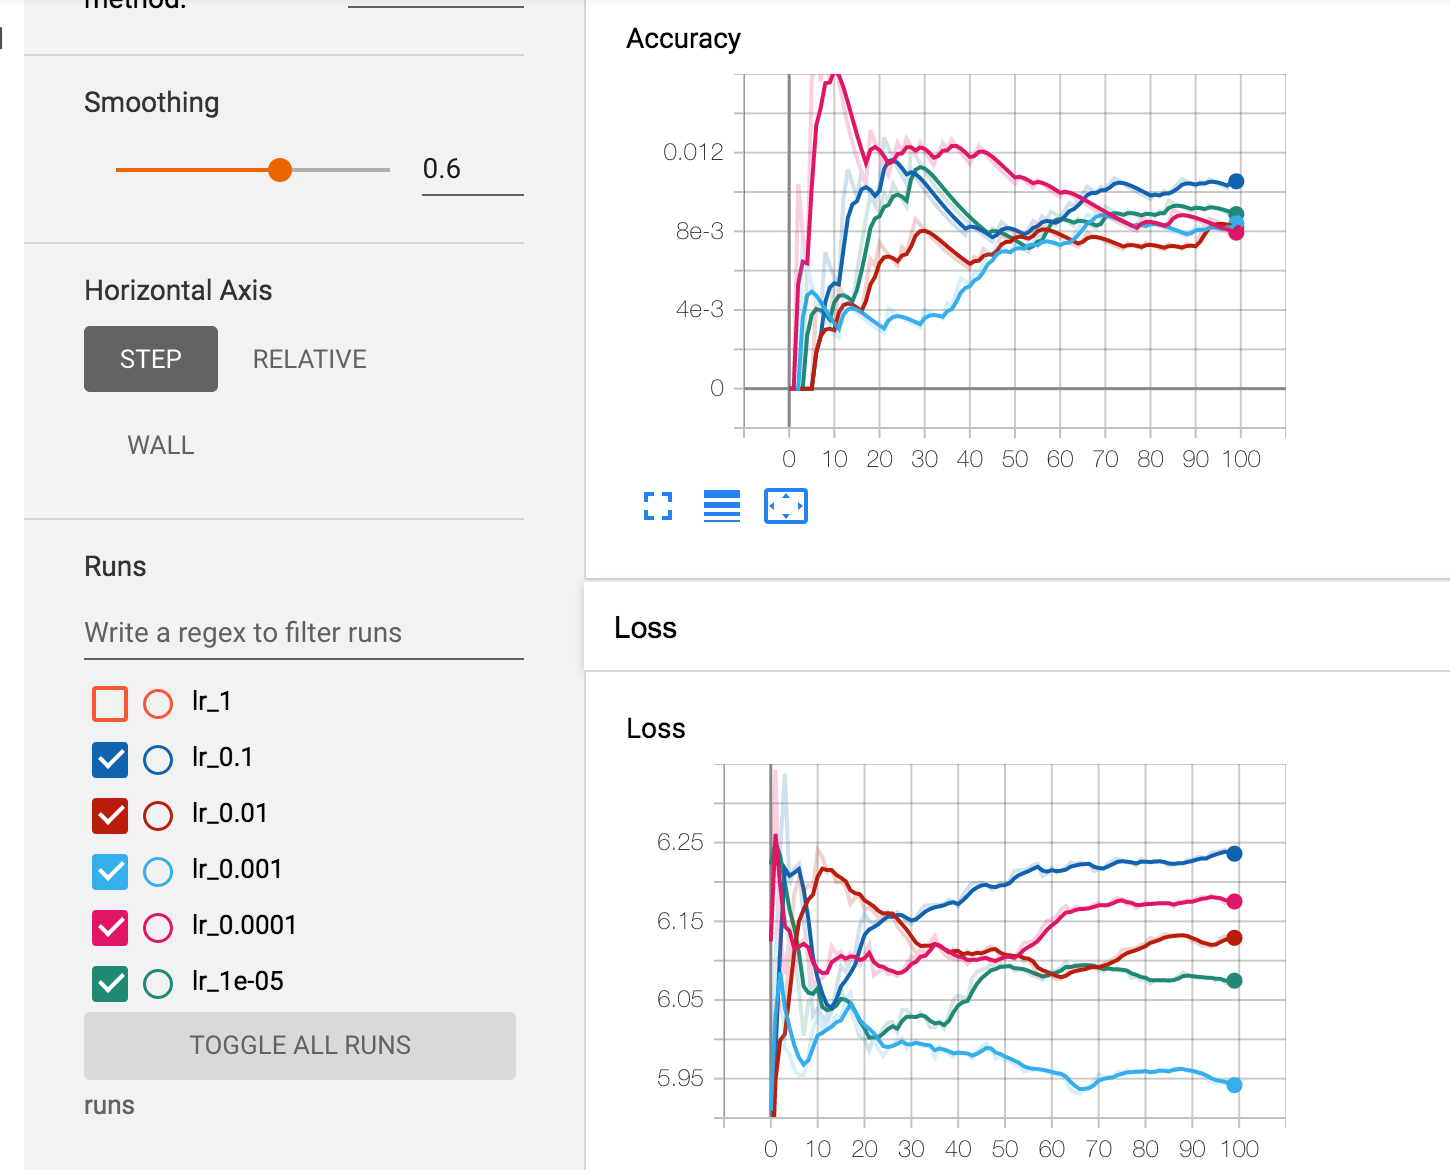 method:
Smoothing
0.6
Horizontal Axis
STEP
RELATIVE
WALL
Runs
Write a regex to filter runs
lr_1
lr_0.1
lr_0.01
lr_0.001
lr_0.0001
lr_1e-05
TOGGLE ALL RUNS
runs
Accuracy
0.012
8e-3
4e-3
0
0 10 20 30 40 50 60 70 80 90 100
Loss
Loss
6.25
6.15
6.05
5.95
0 10 20 30 40 50 60 70 80 90 100